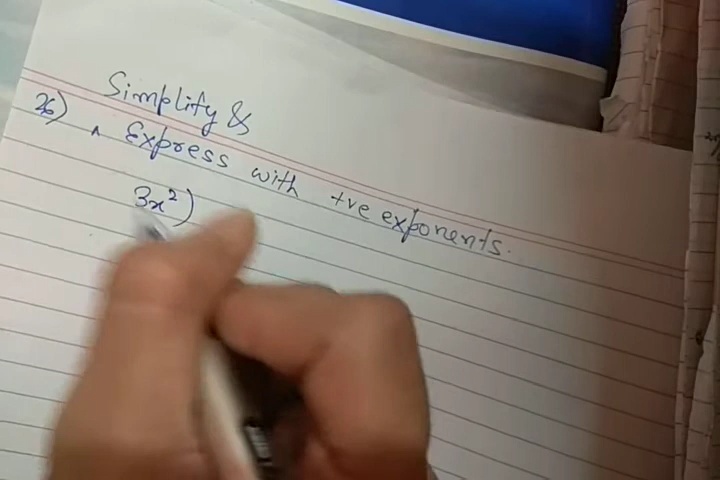 Simplify &
26) ^ Express with +ve exponents.
3x²)